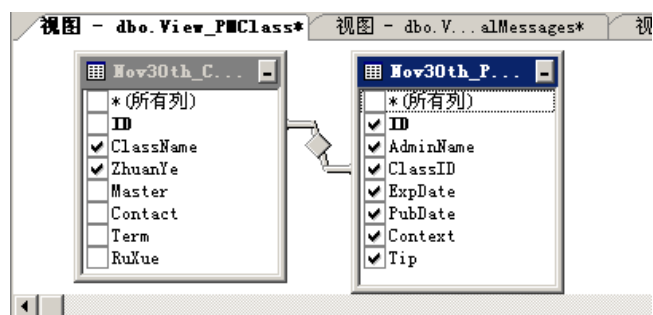 视图 - dbo.View_PMClass* 视图 - dbo.V...alMessages* 视
Nov30th_C...
*(所有列)
ID
ClassName
ZhuanYe
Master
Contact
Term
RuXue
Nov30th_P...
*(所有列)
ID
AdminName
ClassID
ExpDate
PubDate
Context
Tip